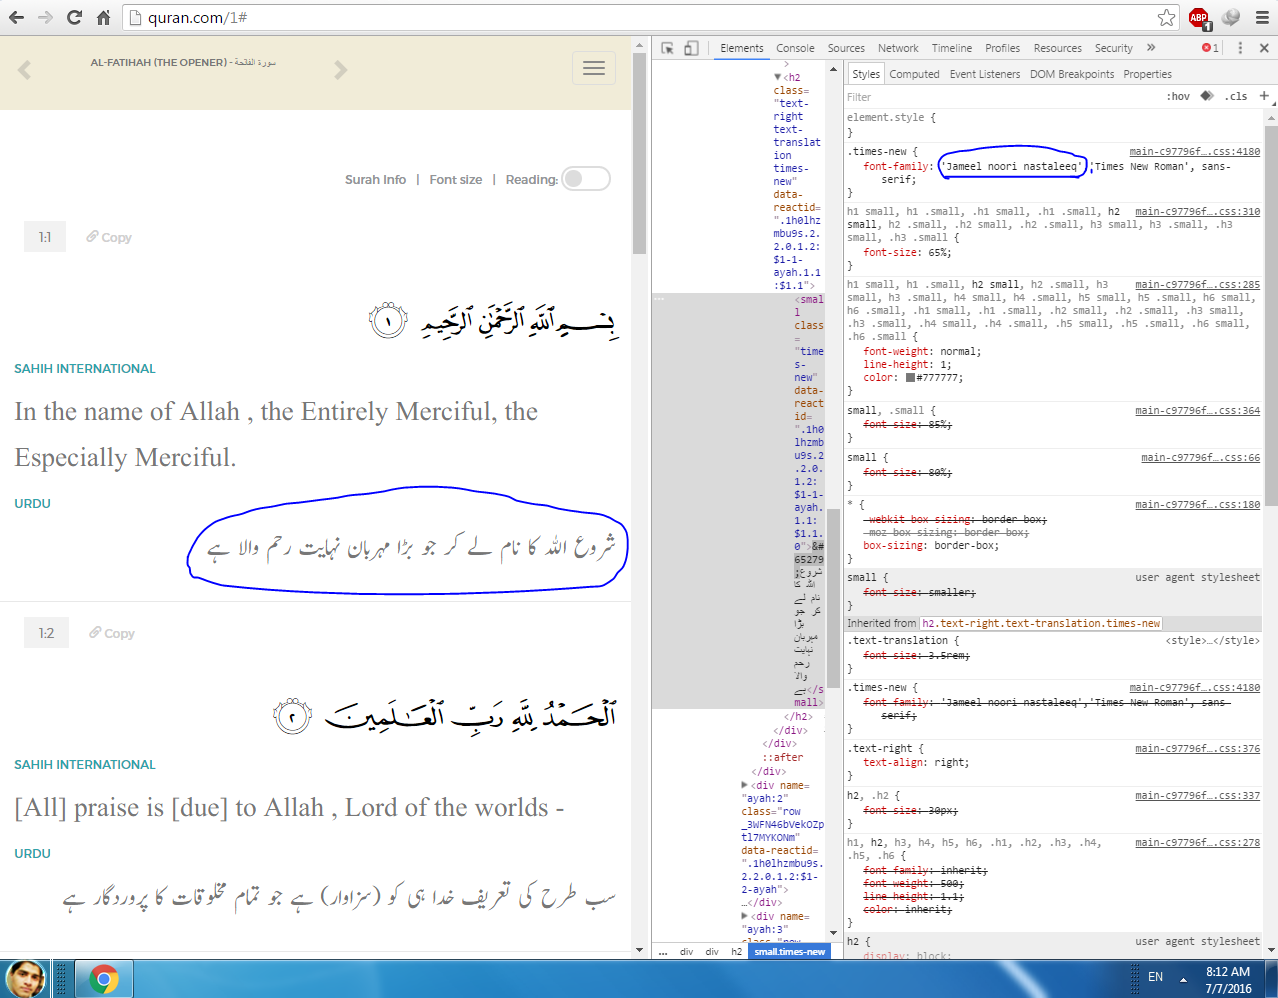 quran.com/1#
ABP
1
AL-FATIHAH (THE OPENER) - سورة الفاتحة
Surah Info | Font size | Reading:
1:1 Copy
بِسْمِ ٱللَّهِ ٱلرَّحْمَٰنِ ٱلرَّحِيمِ ١
SAHIH INTERNATIONAL
In the name of Allah , the Entirely Merciful, the
Especially Merciful.
URDU
شروع الله کا نام لے کر جو بڑا مہربان نہایت رحم والا ہے
1:2 Copy
ٱلْحَمْدُ لِلَّهِ رَبِّ ٱلْعَٰلَمِينَ ٢
SAHIH INTERNATIONAL
[All] praise is [due] to Allah , Lord of the worlds -
URDU
سب طرح کی تعریف خدا ہی کو (سزاوار) ہے جو تمام مخلوقات کا پروردگار ہے
Elements Console Sources Network Timeline Profiles Resources Security » 1
>
<h2
class=
"text-
right
text-
translat
ion
times-
new"
data-
reactid=
".1h0lhz
mbu9s.2.
2.0.1.2:
$1-1-
ayah.1.1
:$1.1">
<smal
l
class
=
"time
s-
new"
data-
react
id=
".1h0
lhzmb
u9s.2
.2.0.
1.2:
$1-1-
ayah.
1.1:
$1.1.
0">&#
65279
;شروع
الله کا
نام لے
کر جو
بڑا
مہربان
نہایت
رحم
والا
ہے</s
mall>
</h2>
</div>
</div>
::after
</div>
<div name=
"ayah:2"
class="row
_3WFN46bVekOZp
tl7MYKONm"
data-reactid=
".1h0lhzmbu9s.
2.2.0.1.2:$1-
2-ayah">
…</div>
<div name=
"ayah:3"
class="row
... div div h2 small.times-new
Styles Computed Event Listeners DOM Breakpoints Properties
Filter :hov .cls +
element.style {
}
.times-new { main-c97796f….css:4180
font-family: 'Jameel noori nastaleeq','Times New Roman', sans-
serif;
}
h1 small, h1 .small, .h1 small, .h1 .small, h2 main-c97796f….css:310
small, h2 .small, .h2 small, .h2 .small, h3 small, h3 .small, .h3
small, .h3 .small {
font-size: 65%;
}
h1 small, h1 .small, h2 small, h2 .small, h3 main-c97796f….css:285
small, h3 .small, h4 small, h4 .small, h5 small, h5 .small, h6 small,
h6 .small, .h1 small, .h1 .small, .h2 small, .h2 .small, .h3 small,
.h3 .small, .h4 small, .h4 .small, .h5 small, .h5 .small, .h6 small,
.h6 .small {
font-weight: normal;
line-height: 1;
color: #777777;
}
small, .small { main-c97796f….css:364
font-size: 85%;
}
small { main-c97796f….css:66
font-size: 80%;
}
* { main-c97796f….css:180
-webkit-box-sizing: border-box;
-moz-box-sizing: border-box;
box-sizing: border-box;
}
small { user agent stylesheet
font-size: smaller;
}
Inherited from h2.text-right.text-translation.times-new
.text-translation { <style>…</style>
font-size: 3.5rem;
}
.times-new { main-c97796f….css:4180
font-family: 'Jameel noori nastaleeq','Times New Roman', sans-
serif;
}
.text-right { main-c97796f….css:376
text-align: right;
}
h2, .h2 { main-c97796f….css:337
font-size: 30px;
}
h1, h2, h3, h4, h5, h6, .h1, .h2, .h3, .h4, main-c97796f….css:278
.h5, .h6 {
font-family: inherit;
font-weight: 500;
line-height: 1.1;
color: inherit;
}
h2 { user agent stylesheet
display: block;
EN
8:12 AM
7/7/2016